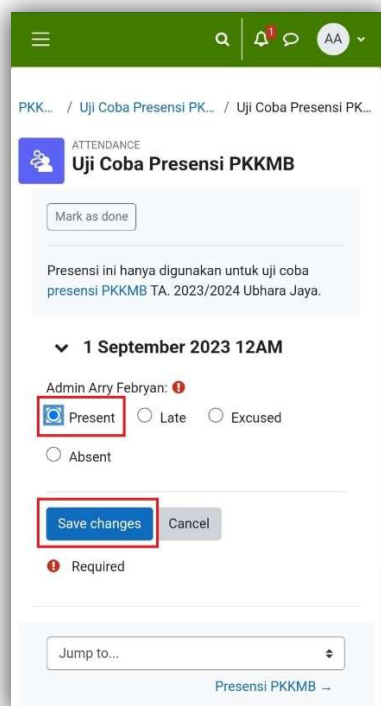 1
AA
PKK... / Uji Coba Presensi PK... / Uji Coba Presensi PK...
ATTENDANCE
Uji Coba Presensi PKKMB
Mark as done
Presensi ini hanya digunakan untuk uji coba
presensi PKKMB TA. 2023/2024 Ubhara Jaya.
1 September 2023 12AM
Admin Arry Febryan:
Present Late Excused
Absent
Save changes Cancel
Required
Jump to...
Presensi PKKMB →